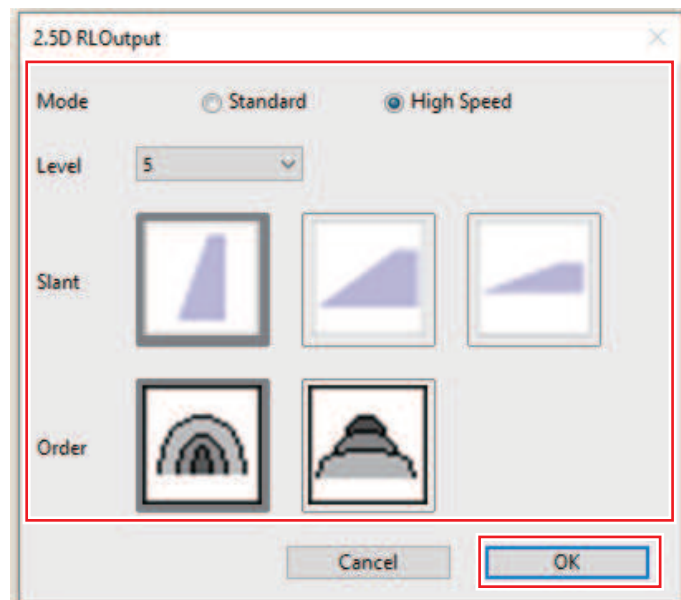 2.5D RLOutput
Mode Standard High Speed
Level 5
Slant
Order
Cancel OK